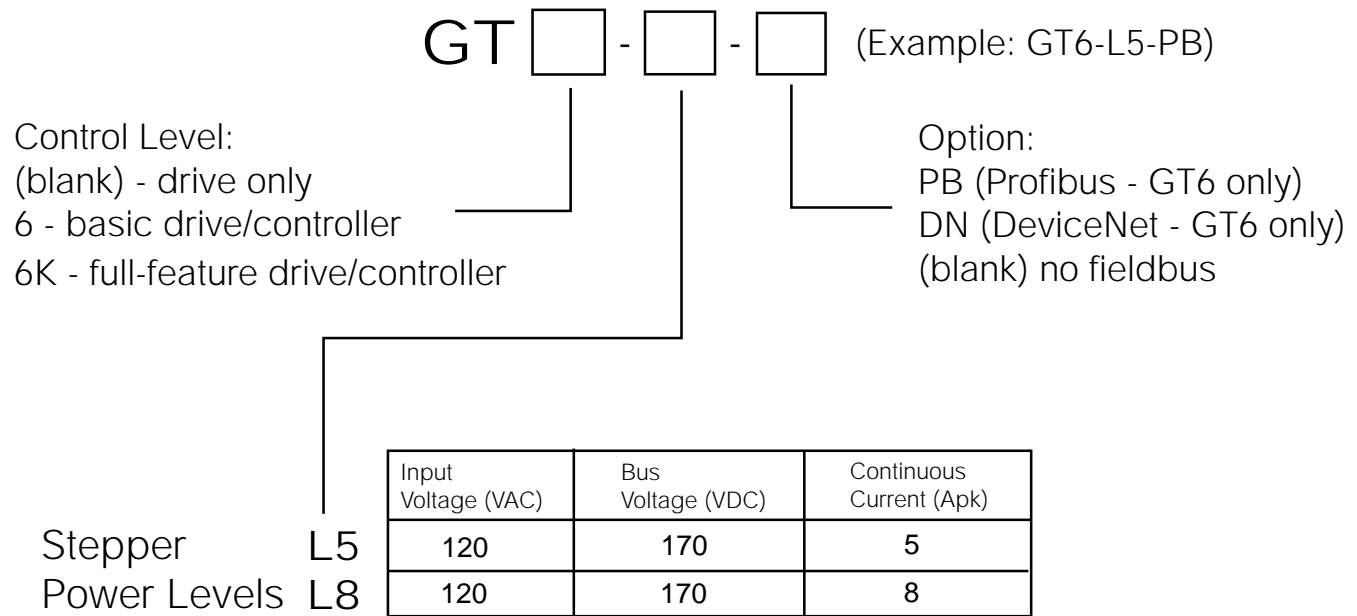 GT - - (Example: GT6-L5-PB)
Control Level:
(blank) - drive only
6 - basic drive/controller
6K - full-feature drive/controller
Option:
PB (Profibus - GT6 only)
DN (DeviceNet - GT6 only)
(blank) no fieldbus
Input Voltage (VAC) Bus Voltage (VDC) Continuous Current (Apk)
Stepper L5 120 170 5
Power Levels L8 120 170 8